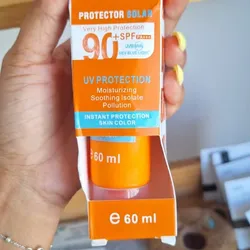 PROTECTOR SOLAR
Very High Protection
90 +SPF PA+++
UV PROTECTION
Moisturizing
Soothing Isolate
Pollution
INSTANT PROTECTION
SKIN COLOR
60 ml
e 60 ml